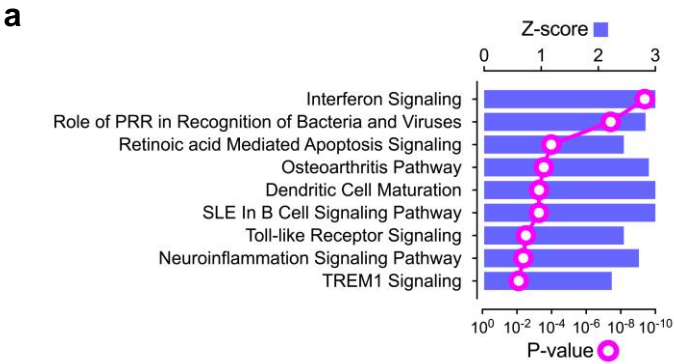 a
Z-score
0 1 2 3
Interferon Signaling
Role of PRR in Recognition of Bacteria and Viruses
Retinoic acid Mediated Apoptosis Signaling
Osteoarthritis Pathway
Dendritic Cell Maturation
SLE In B Cell Signaling Pathway
Toll-like Receptor Signaling
Neuroinflammation Signaling Pathway
TREM1 Signaling
10⁰ 10⁻² 10⁻⁴ 10⁻⁶ 10⁻⁸ 10⁻¹⁰
P-value